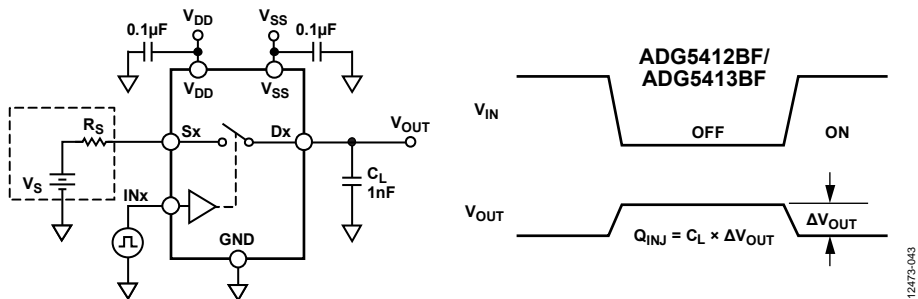 VDD
VSS
0.1µF
0.1µF
VDD
VSS
RS
Sx
Dx
VOUT
VS
CL
1nF
INx
GND
ADG5412BF/
ADG5413BF
VIN
OFF
ON
VOUT
ΔVOUT
QINJ = CL × ΔVOUT
12473-043